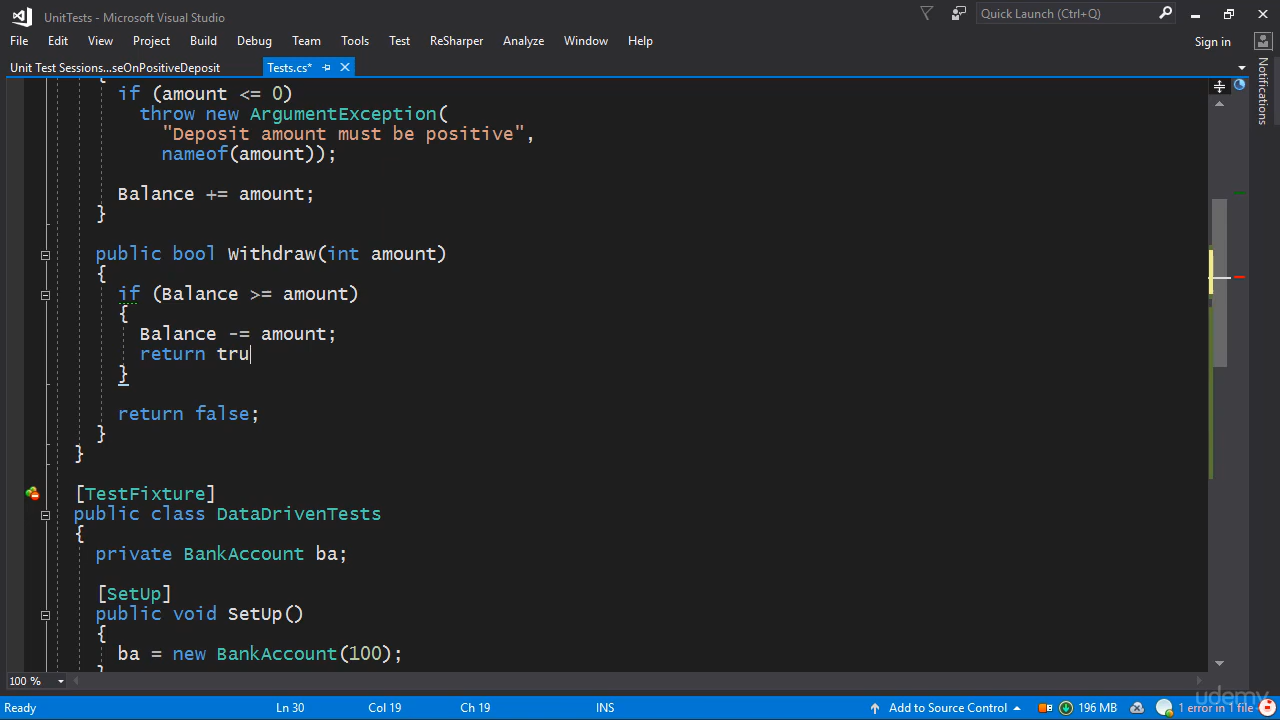 UnitTests - Microsoft Visual Studio
Quick Launch (Ctrl+Q)
File Edit View Project Build Debug Team Tools Test ReSharper Analyze Window Help
Sign in
Unit Test Sessions...seOnPositiveDeposit Tests.cs*
Notifications
{
if (amount <= 0)
throw new ArgumentException(
"Deposit amount must be positive",
nameof(amount));
Balance += amount;
}
public bool Withdraw(int amount)
{
if (Balance >= amount)
{
Balance -= amount;
return tru
}
return false;
}
}
[TestFixture]
public class DataDrivenTests
{
private BankAccount ba;
[SetUp]
public void SetUp()
{
ba = new BankAccount(100);
}
100 %
Ready Ln 30 Col 19 Ch 19 INS Add to Source Control 196 MB 1 error in 1 file
udemy